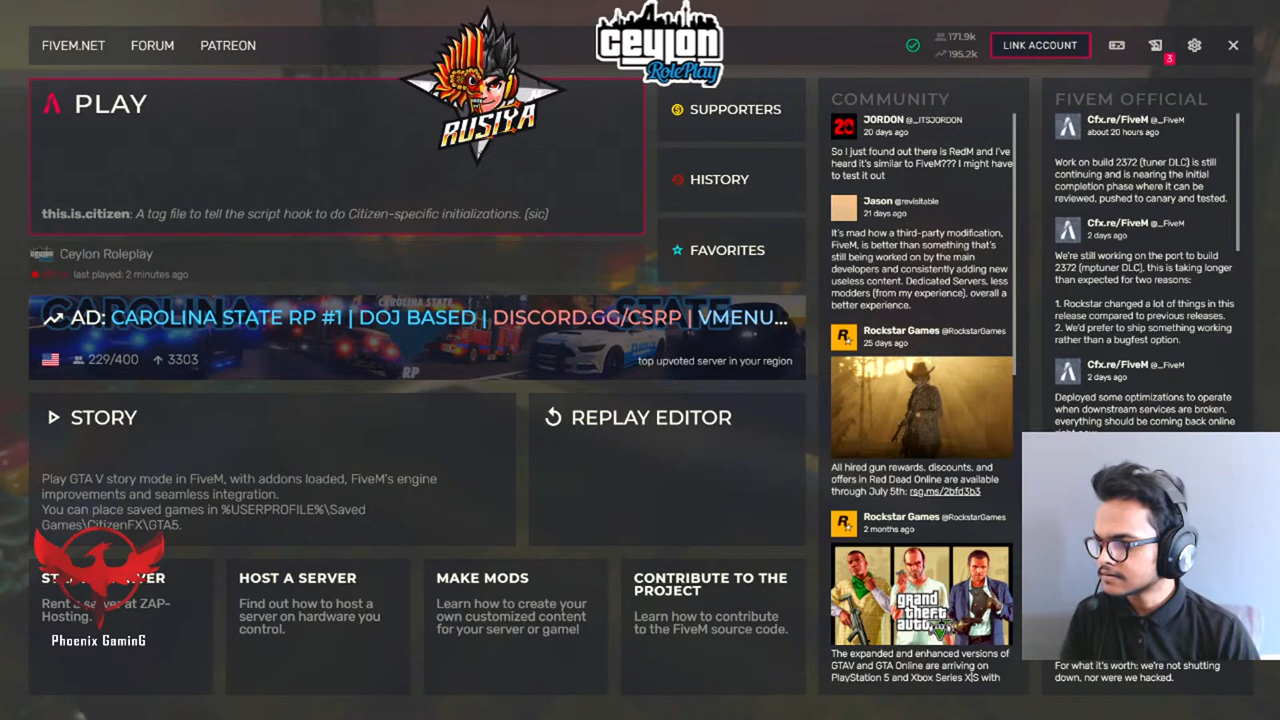 FIVEM.NET
FORUM
PATREON
RUSIYA
CEYLON
RolePlay
171.9k
195.2k
LINK ACCOUNT
3
PLAY
this.is.citizen: A tag file to tell the script hook to do Citizen-specific initializations. (sic)
Ceylon Roleplay
last played: 2 minutes ago
SUPPORTERS
HISTORY
FAVORITES
CAROLINA STATE
STATE
CAROLINA STATE
AD: CAROLINA STATE RP #1 | DOJ BASED | DISCORD.GG/CSRP | VMENU...
229/400
3303
RP
top upvoted server in your region
STORY
Play GTA V story mode in FiveM, with addons loaded, FiveM's engine
improvements and seamless integration.
You can place saved games in %USERPROFILE%\Saved
Games\CitizenFX\GTA5.
REPLAY EDITOR
Rent a server at ZAP-
Hosting.
Phoenix GaminG
HOST A SERVER
Find out how to host a
server on hardware you
control.
MAKE MODS
Learn how to create your
own customized content
for your server or game!
CONTRIBUTE TO THE
PROJECT
Learn how to contribute
to the FiveM source code.
COMMUNITY
20
JORDON @_ITSJORDON
20 days ago
So I just found out there is RedM and I've
heard it's similar to FiveM??? I might have
to test it out
Jason @revisitable
21 days ago
It's mad how a third-party modification,
FiveM, is better than something that's
still being worked on by the main
developers and consistently adding new
useless content. Dedicated Servers, less
modders (from my experience), overall a
better experience.
Rockstar Games @RockstarGames
25 days ago
All hired gun rewards, discounts, and
offers in Red Dead Online are available
through July 5th: rsg.ms/2bfd3b3
Rockstar Games @RockstarGames
2 months ago
grand
theft
auto
The expanded and enhanced versions of
GTAV and GTA Online are arriving on
PlayStation 5 and Xbox Series X|S with
FIVEM OFFICIAL
Cfx.re/FiveM @_FiveM
about 20 hours ago
Work on build 2372 (tuner DLC) is still
continuing and is nearing the initial
completion phase where it can be
reviewed, pushed to canary and tested.
Cfx.re/FiveM @_FiveM
2 days ago
We're still working on the port to build
2372 (mptuner DLC), this is taking longer
than expected for two reasons:
1. Rockstar changed a lot of things in this
release compared to previous releases.
2. We'd prefer to ship something working
rather than a bugfest option.
Cfx.re/FiveM @_FiveM
2 days ago
Deployed some optimizations to operate
when downstream services are broken,
everything should be coming back online
For what it's worth: we're not shutting
down, nor were we hacked.